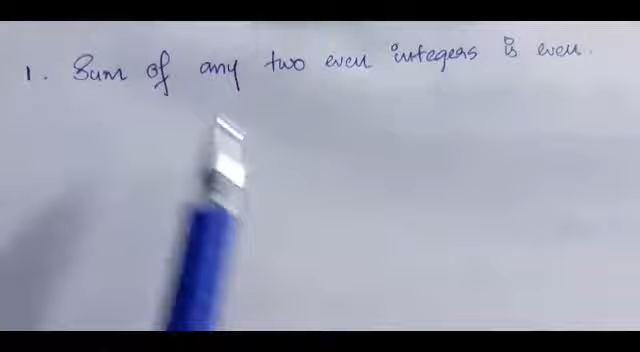 1. Sum of any two even integers is even.